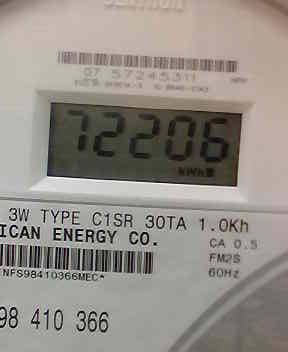 CENTRON
07 57245311
72206
kWh
3W TYPE C1SR 30TA 1.0Kh
ICAN ENERGY CO.
CA 0.5
FM2S
NFS98410366MEC*
60Hz
98 410 366